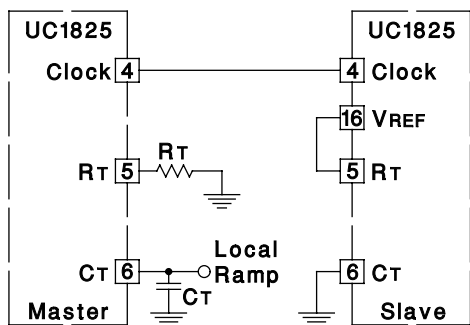 UC1825
UC1825
Clock 4
4 Clock
16 VREF
RT 5
RT
5 RT
CT 6
Local
Ramp
CT
6 CT
Master
Slave